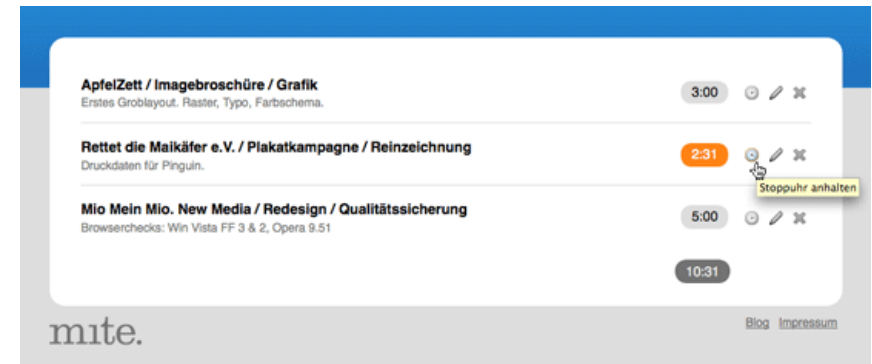 ApfelZett / Imagebroschüre / Grafik
3:00
Erstes Groblayout. Raster, Typo, Farbschema.
Rettet die Maikäfer e.V. / Plakatkampagne / Reinzeichnung
2:31
Druckdaten für Pinguin.
Stoppuhr anhalten
Mio Mein Mio. New Media / Redesign / Qualitätssicherung
5:00
Browserchecks: Win Vista FF 3 & 2, Opera 9.51
10:31
mite.
Blog Impressum